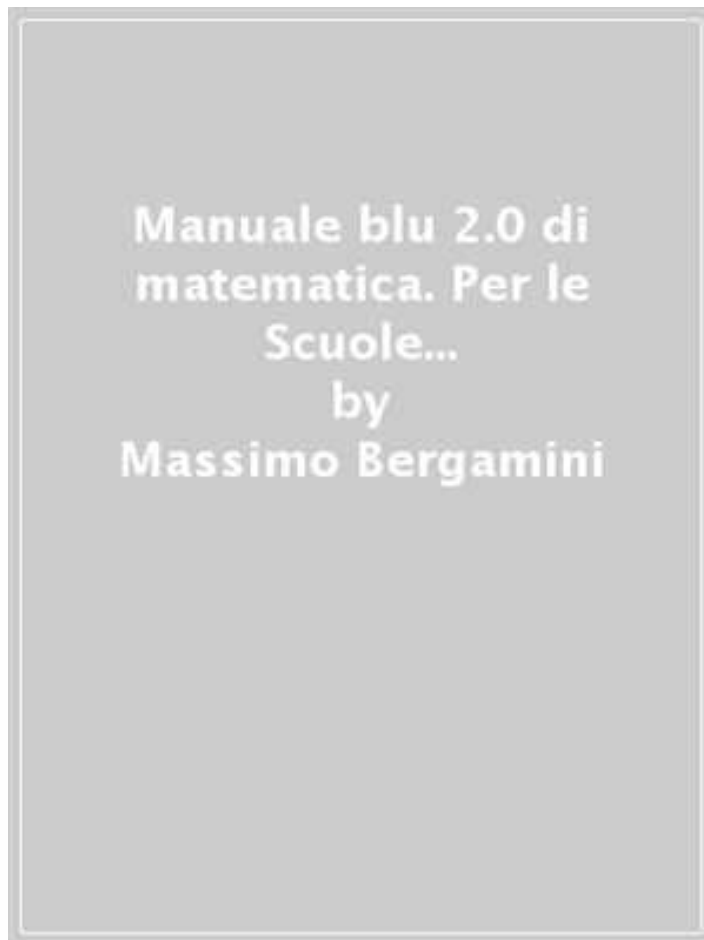 Manuale blu 2.0 di
matematica. Per le
Scuole...
by
Massimo Bergamini